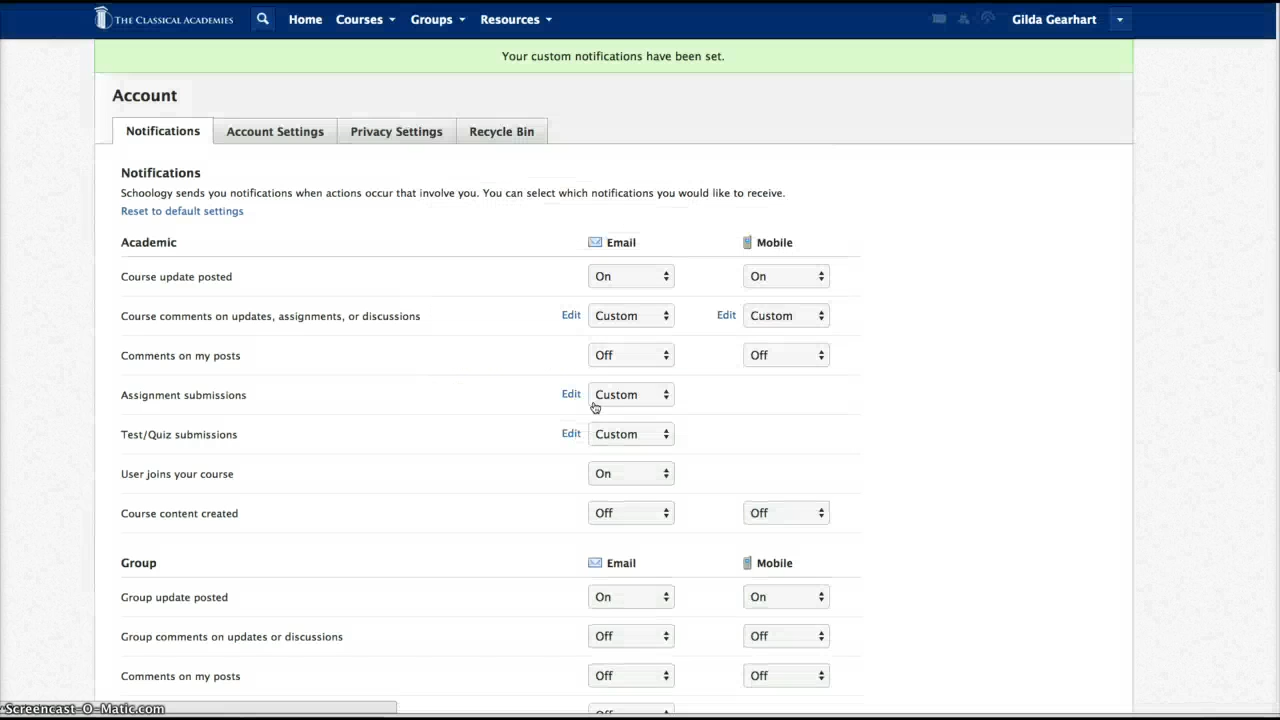 THE CLASSICAL ACADEMIES Home Courses Groups Resources Gilda Gearhart
Your custom notifications have been set.
Account
Notifications Account Settings Privacy Settings Recycle Bin
Notifications
Schoology sends you notifications when actions occur that involve you. You can select which notifications you would like to receive.
Reset to default settings
Academic Email Mobile
Course update posted On On
Course comments on updates, assignments, or discussions Edit Custom Edit Custom
Comments on my posts Off Off
Assignment submissions Edit Custom
Test/Quiz submissions Edit Custom
User joins your course On
Course content created Off Off
Group Email Mobile
Group update posted On On
Group comments on updates or discussions Off Off
Comments on my posts Off Off
Screencast-O-Matic.com